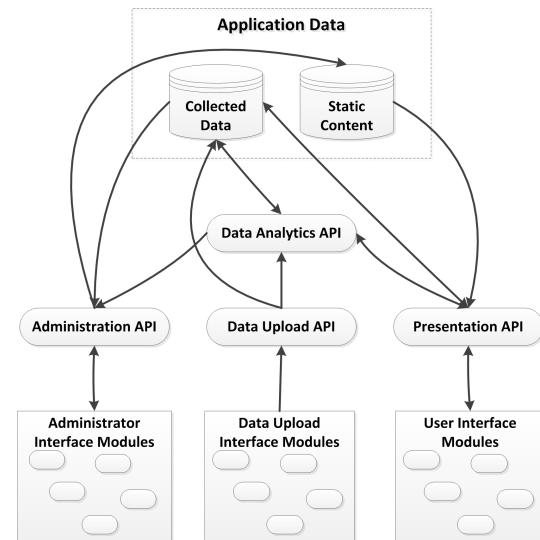 Application Data
Collected
Data
Static
Content
Data Analytics API
Administration API
Data Upload API
Presentation API
Administrator
Interface Modules
Data Upload
Interface Modules
User Interface
Modules